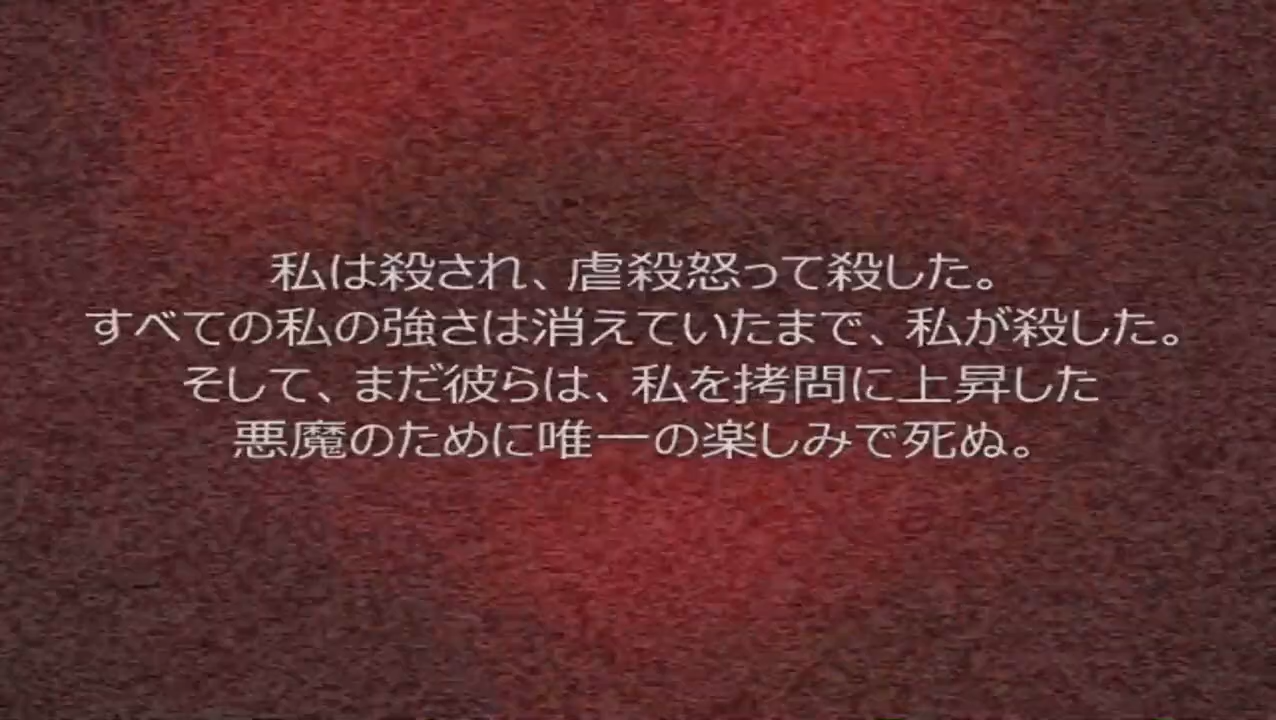 私は殺され、虐殺怒って殺した。
すべての私の強さは消えていたまで、私が殺した。
そして、まだ彼らは、私を拷問に上昇した
悪魔のために唯一の楽しみで死ぬ。